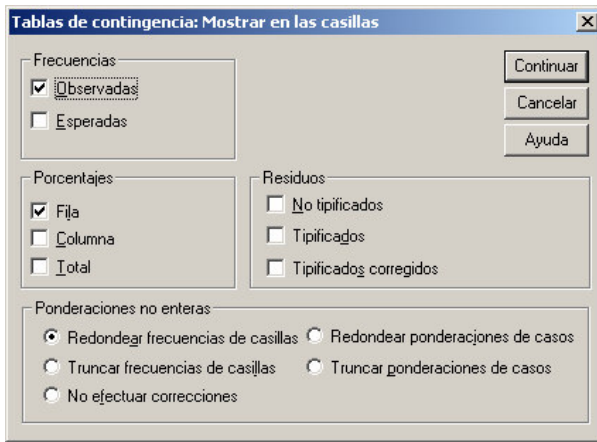 Tablas de contingencia: Mostrar en las casillas
Frecuencias
Observadas
Esperadas
Continuar
Cancelar
Ayuda
Porcentajes
Fila
Columna
Total
Residuos
No tipificados
Tipificados
Tipificados corregidos
Ponderaciones no enteras
Redondear frecuencias de casillas
Redondear ponderaciones de casos
Truncar frecuencias de casillas
Truncar ponderaciones de casos
No efectuar correcciones